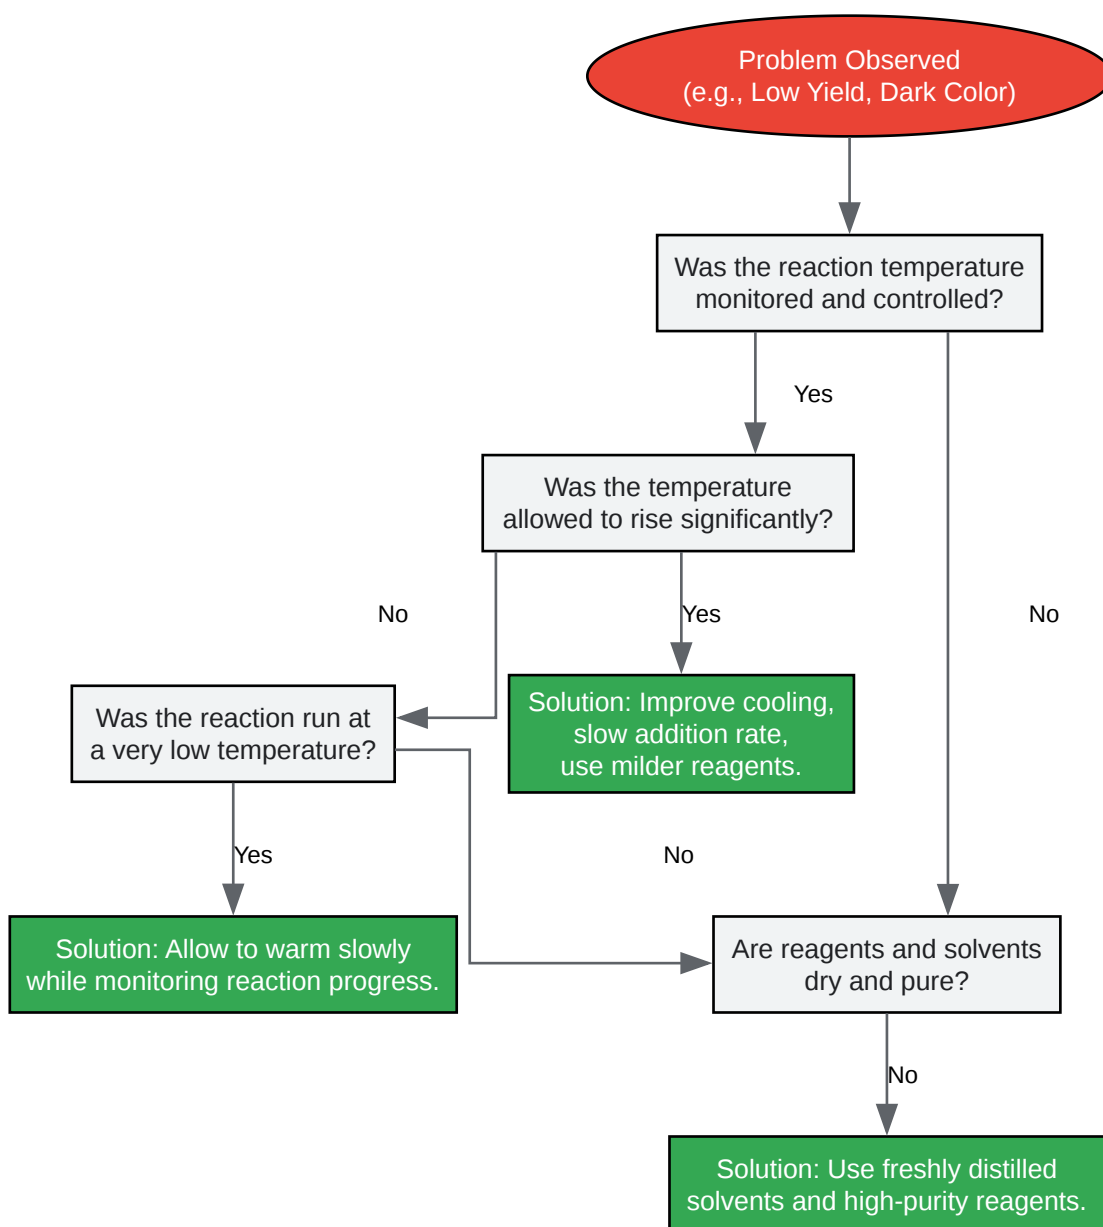 Problem Observed
(e.g., Low Yield, Dark Color)
Was the reaction temperature
monitored and controlled?
Yes
Was the temperature
allowed to rise significantly?
No
Yes
No
Was the reaction run at
a very low temperature?
Solution: Improve cooling,
slow addition rate,
use milder reagents.
Yes
No
Solution: Allow to warm slowly
while monitoring reaction progress.
Are reagents and solvents
dry and pure?
No
Solution: Use freshly distilled
solvents and high-purity reagents.